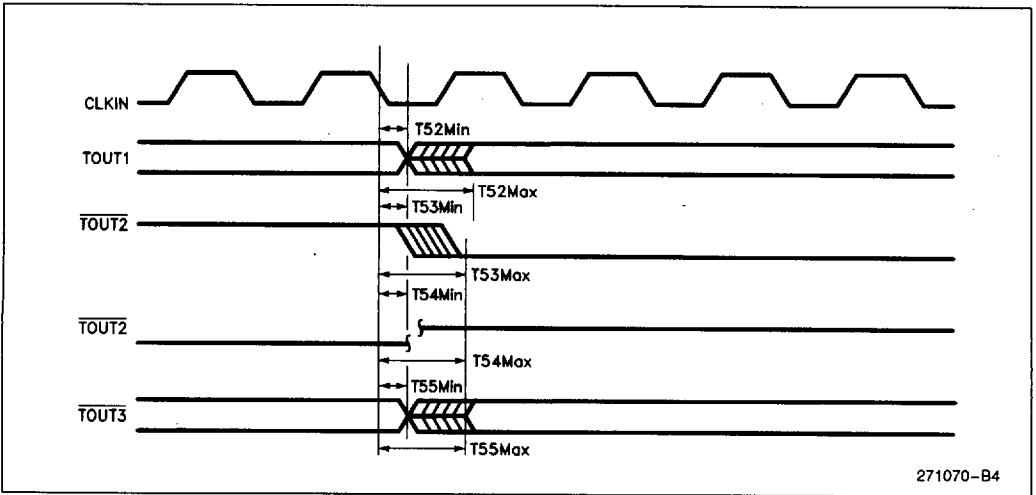 CLKIN
T52Min
TOUT1
T52Max
T53Min
TOUT2
T53Max
T54Min
TOUT2
T54Max
T55Min
TOUT3
T55Max
271070-B4